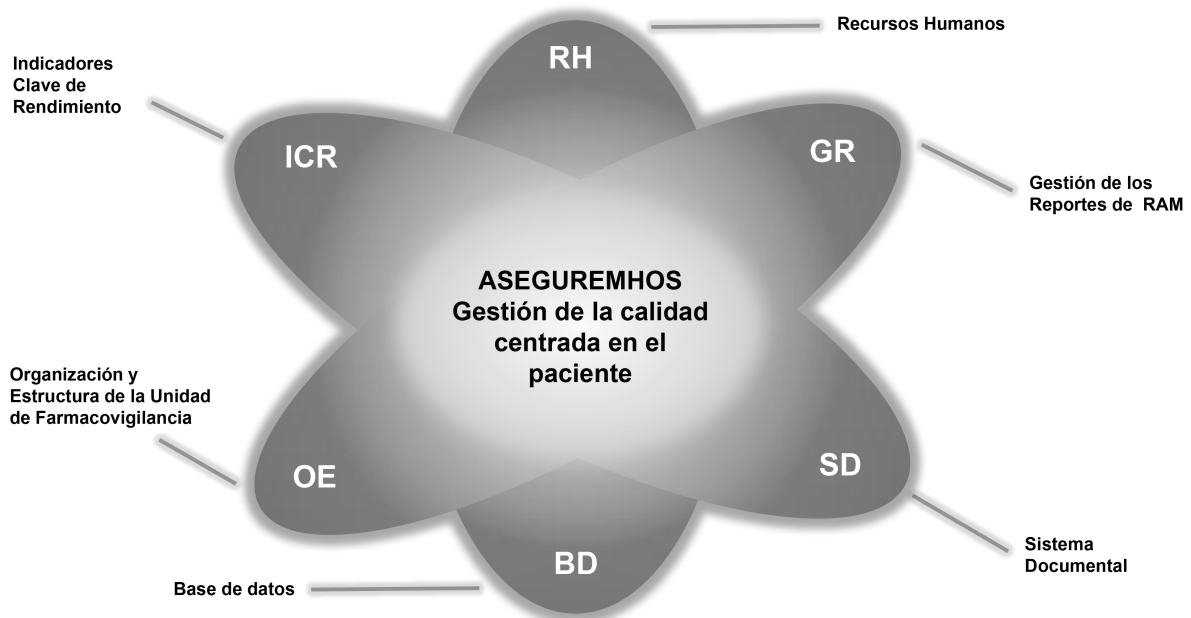 RH
Recursos Humanos
Indicadores
Clave de
Rendimiento
ICR
GR
Gestión de los
Reportes de RAM
ASEGUREMHOS
Gestión de la calidad
centrada en el
paciente
Organización y
Estructura de la Unidad
de Farmacovigilancia
OE
SD
Sistema
Documental
BD
Base de datos